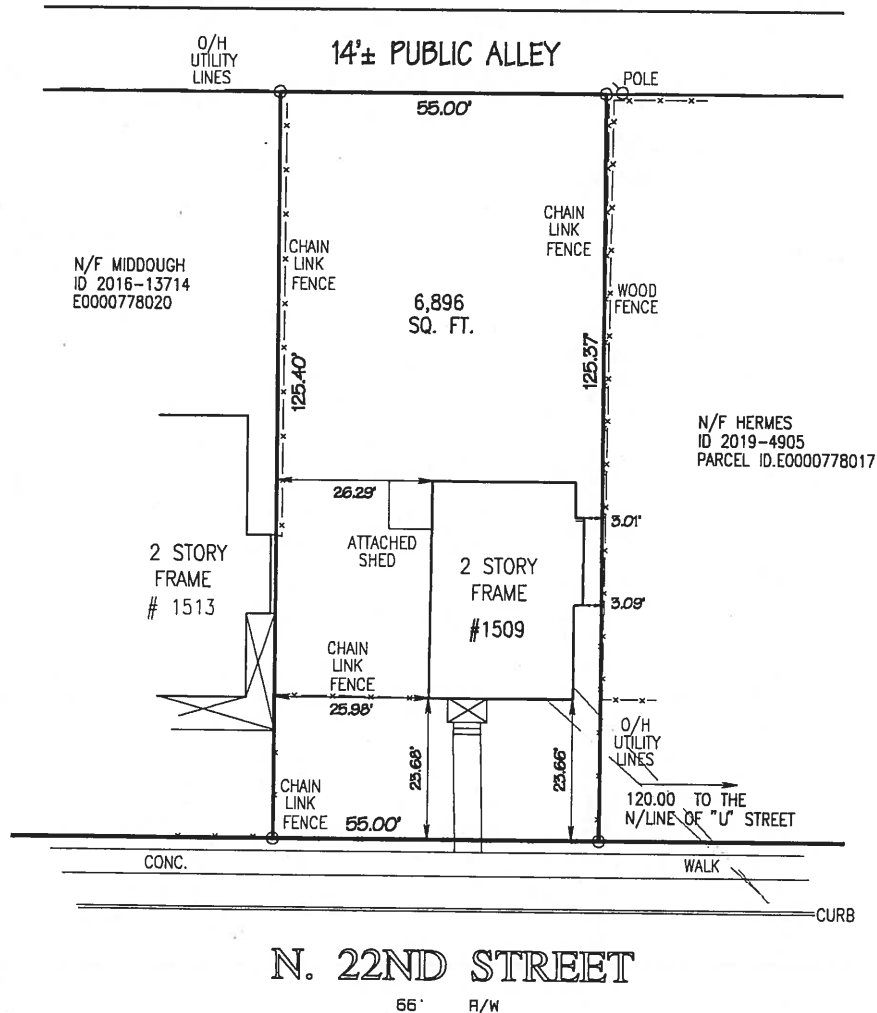 O/H
UTILITY
LINES
14'± PUBLIC ALLEY
POLE
55.00'
CHAIN
LINK
FENCE
CHAIN
LINK
FENCE
N/F MIDDOUGH
ID 2016-13714
E0000778020
WOOD
FENCE
6,896
SQ. FT.
125.40'
125.37'
N/F HERMES
ID 2019-4905
PARCEL ID.E0000778017
26.29'
3.01'
ATTACHED
SHED
2 STORY
FRAME
# 1513
2 STORY
FRAME
#1509
3.09'
CHAIN
LINK
FENCE
25.98'
O/H
UTILITY
LINES
23.68'
23.66'
CHAIN
LINK
FENCE
55.00'
120.00 TO THE
N/LINE OF "U" STREET
CONC.
WALK
CURB
N. 22ND STREET
66' R/W